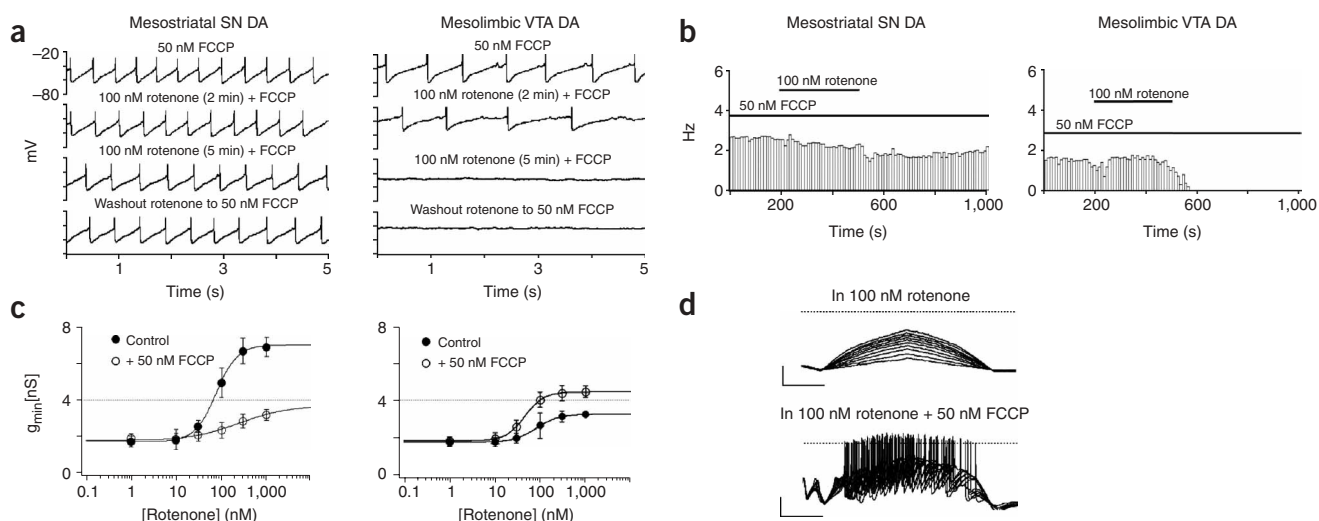 a
Mesostriatal SN DA
50 nM FCCP
–20
–80
100 nM rotenone (2 min) + FCCP
mV
100 nM rotenone (5 min) + FCCP
Washout rotenone to 50 nM FCCP
1 3 5
Time (s)
Mesolimbic VTA DA
50 nM FCCP
100 nM rotenone (2 min) + FCCP
100 nM rotenone (5 min) + FCCP
Washout rotenone to 50 nM FCCP
1 3 5
Time (s)
b
Mesostriatal SN DA
6
4
2
0
Hz
100 nM rotenone
50 nM FCCP
200 600 1,000
Time (s)
Mesolimbic VTA DA
6
4
2
0
100 nM rotenone
50 nM FCCP
200 600 1,000
Time (s)
c
8
4
0
gmin[nS]
Control
+ 50 nM FCCP
0.1 1 10 100 1,000
[Rotenone] (nM)
8
4
0
Control
+ 50 nM FCCP
0.1 1 10 100 1,000
[Rotenone] (nM)
d
In 100 nM rotenone
In 100 nM rotenone + 50 nM FCCP